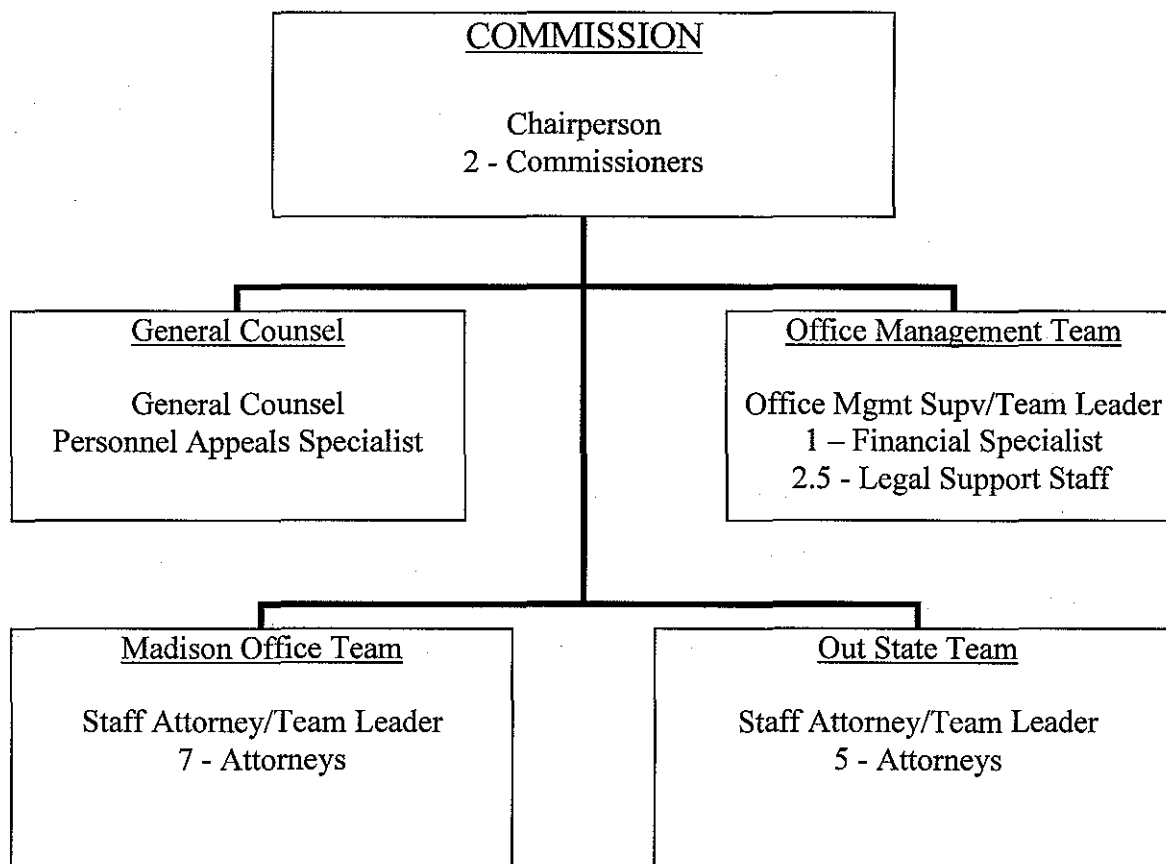 COMMISSION
Chairperson
2 - Commissioners
General Counsel
General Counsel
Personnel Appeals Specialist
Office Management Team
Office Mgmt Supv/Team Leader
1 – Financial Specialist
2.5 - Legal Support Staff
Madison Office Team
Staff Attorney/Team Leader
7 - Attorneys
Out State Team
Staff Attorney/Team Leader
5 - Attorneys